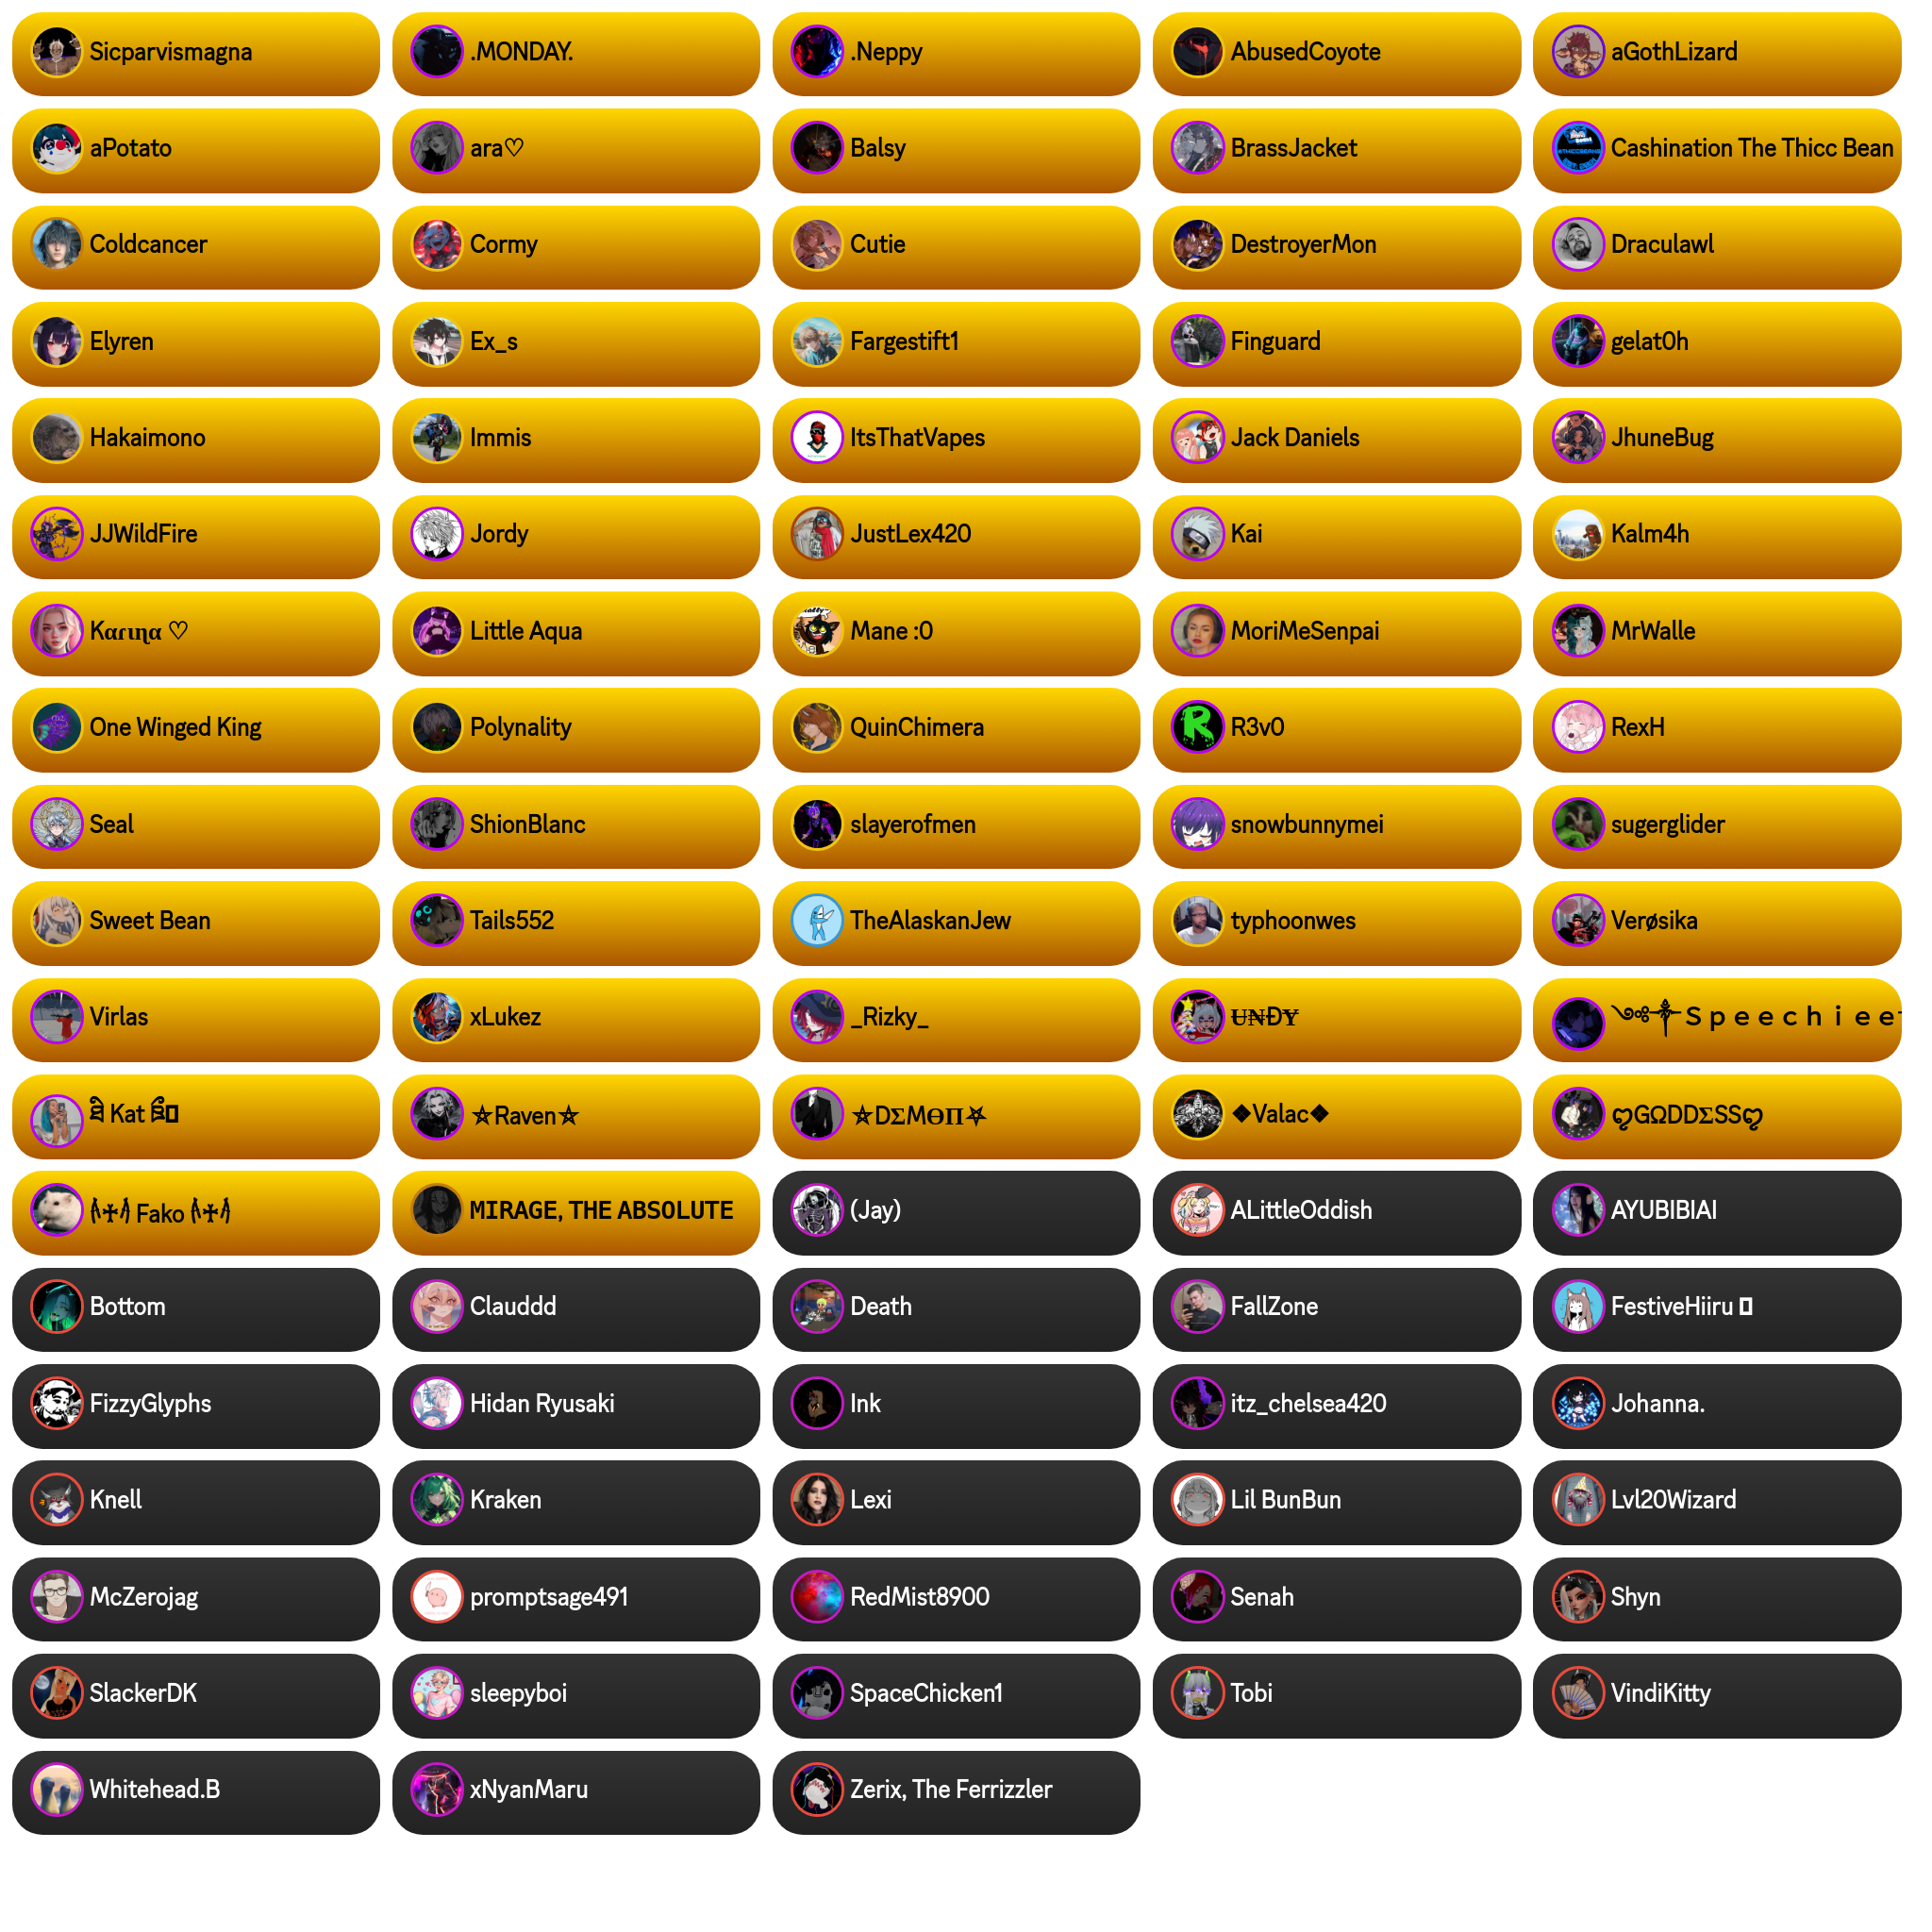 Sicparvismagna
.MONDAY.
.Neppy
AbusedCoyote
aGothLizard
aPotato
ara♡
Balsy
BrassJacket
Cashination The Thicc Bean
Coldcancer
Cormy
Cutie
DestroyerMon
Draculawl
Elyren
Ex_s
Fargestift1
Finguard
gelat0h
Hakaimono
Immis
ItsThatVapes
Jack Daniels
JhuneBug
JJWildFire
Jordy
JustLex420
Kai
Kalm4h
Kαɾιɳα ♡
Little Aqua
Mane :0
MoriMeSenpai
MrWalle
One Winged King
Polynality
QuinChimera
R3v0
RexH
Seal
ShionBlanc
slayerofmen
snowbunnymei
sugerglider
Sweet Bean
Tails552
TheAlaskanJew
typhoonwes
Verøsika
Virlas
xLukez
_Rizky_
U̶₦ĐɎ
༺✟Ｓｐｅｅｃｈｉｅｅ
Kat
⛤Raven⛤
⛤DΣMӨП⛧
❖Valac❖
ღGΩDDΣSSღ
Fako
MIRAGE, THE ABSOLUTE
(Jay)
ALittleOddish
AYUBIBIAI
Bottom
Clauddd
Death
FallZone
FestiveHiiru
FizzyGlyphs
Hidan Ryusaki
Ink
itz_chelsea420
Johanna.
Knell
Kraken
Lexi
Lil BunBun
Lvl20Wizard
McZerojag
promptsage491
RedMist8900
Senah
Shyn
SlackerDK
sleepyboi
SpaceChicken1
Tobi
VindiKitty
Whitehead.B
xNyanMaru
Zerix, The Ferrizzler